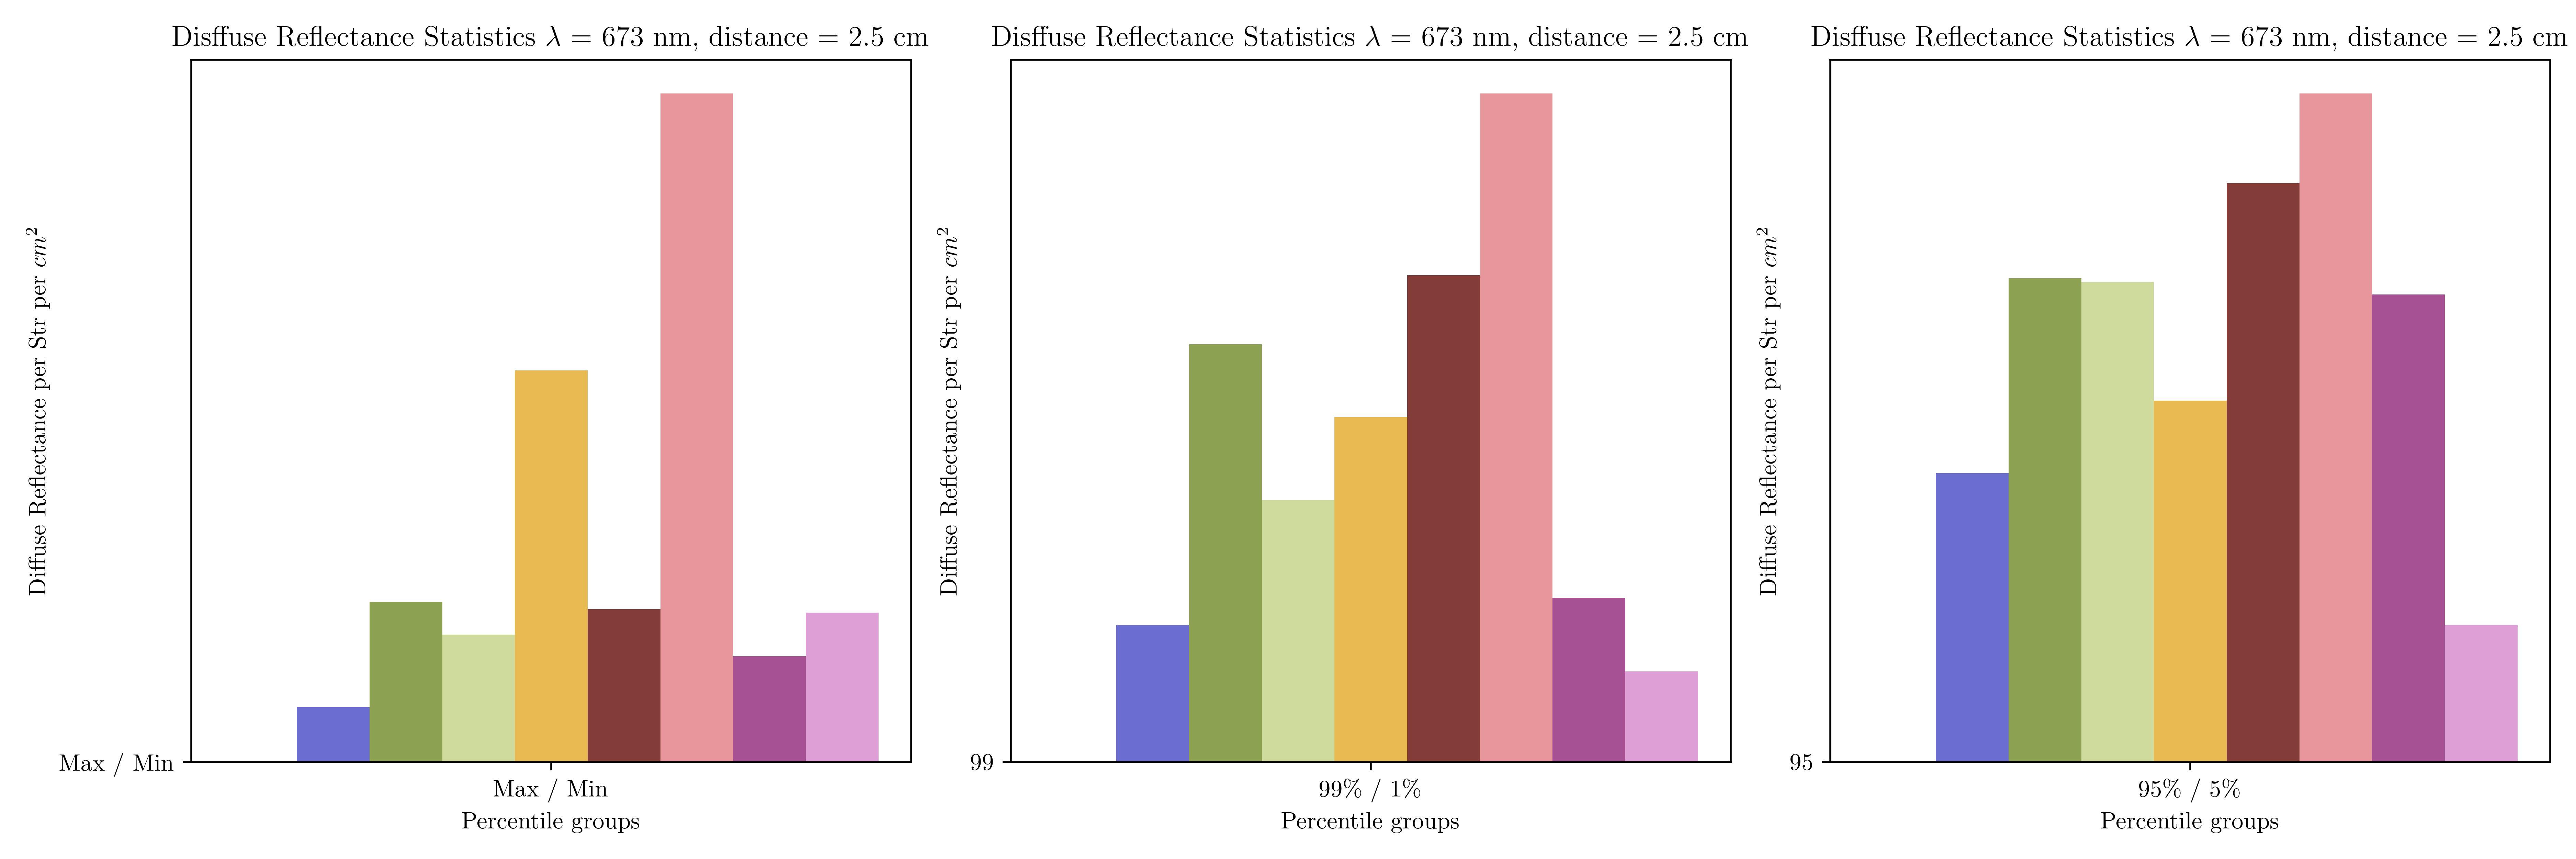 Disffuse Reflectance Statistics λ = 673 nm, distance = 2.5 cm
Diffuse Reflectance per Str per cm²
Max / Min
Max / Min
Percentile groups
Disffuse Reflectance Statistics λ = 673 nm, distance = 2.5 cm
Diffuse Reflectance per Str per cm²
99
99% / 1%
Percentile groups
Disffuse Reflectance Statistics λ = 673 nm, distance = 2.5 cm
Diffuse Reflectance per Str per cm²
95
95% / 5%
Percentile groups